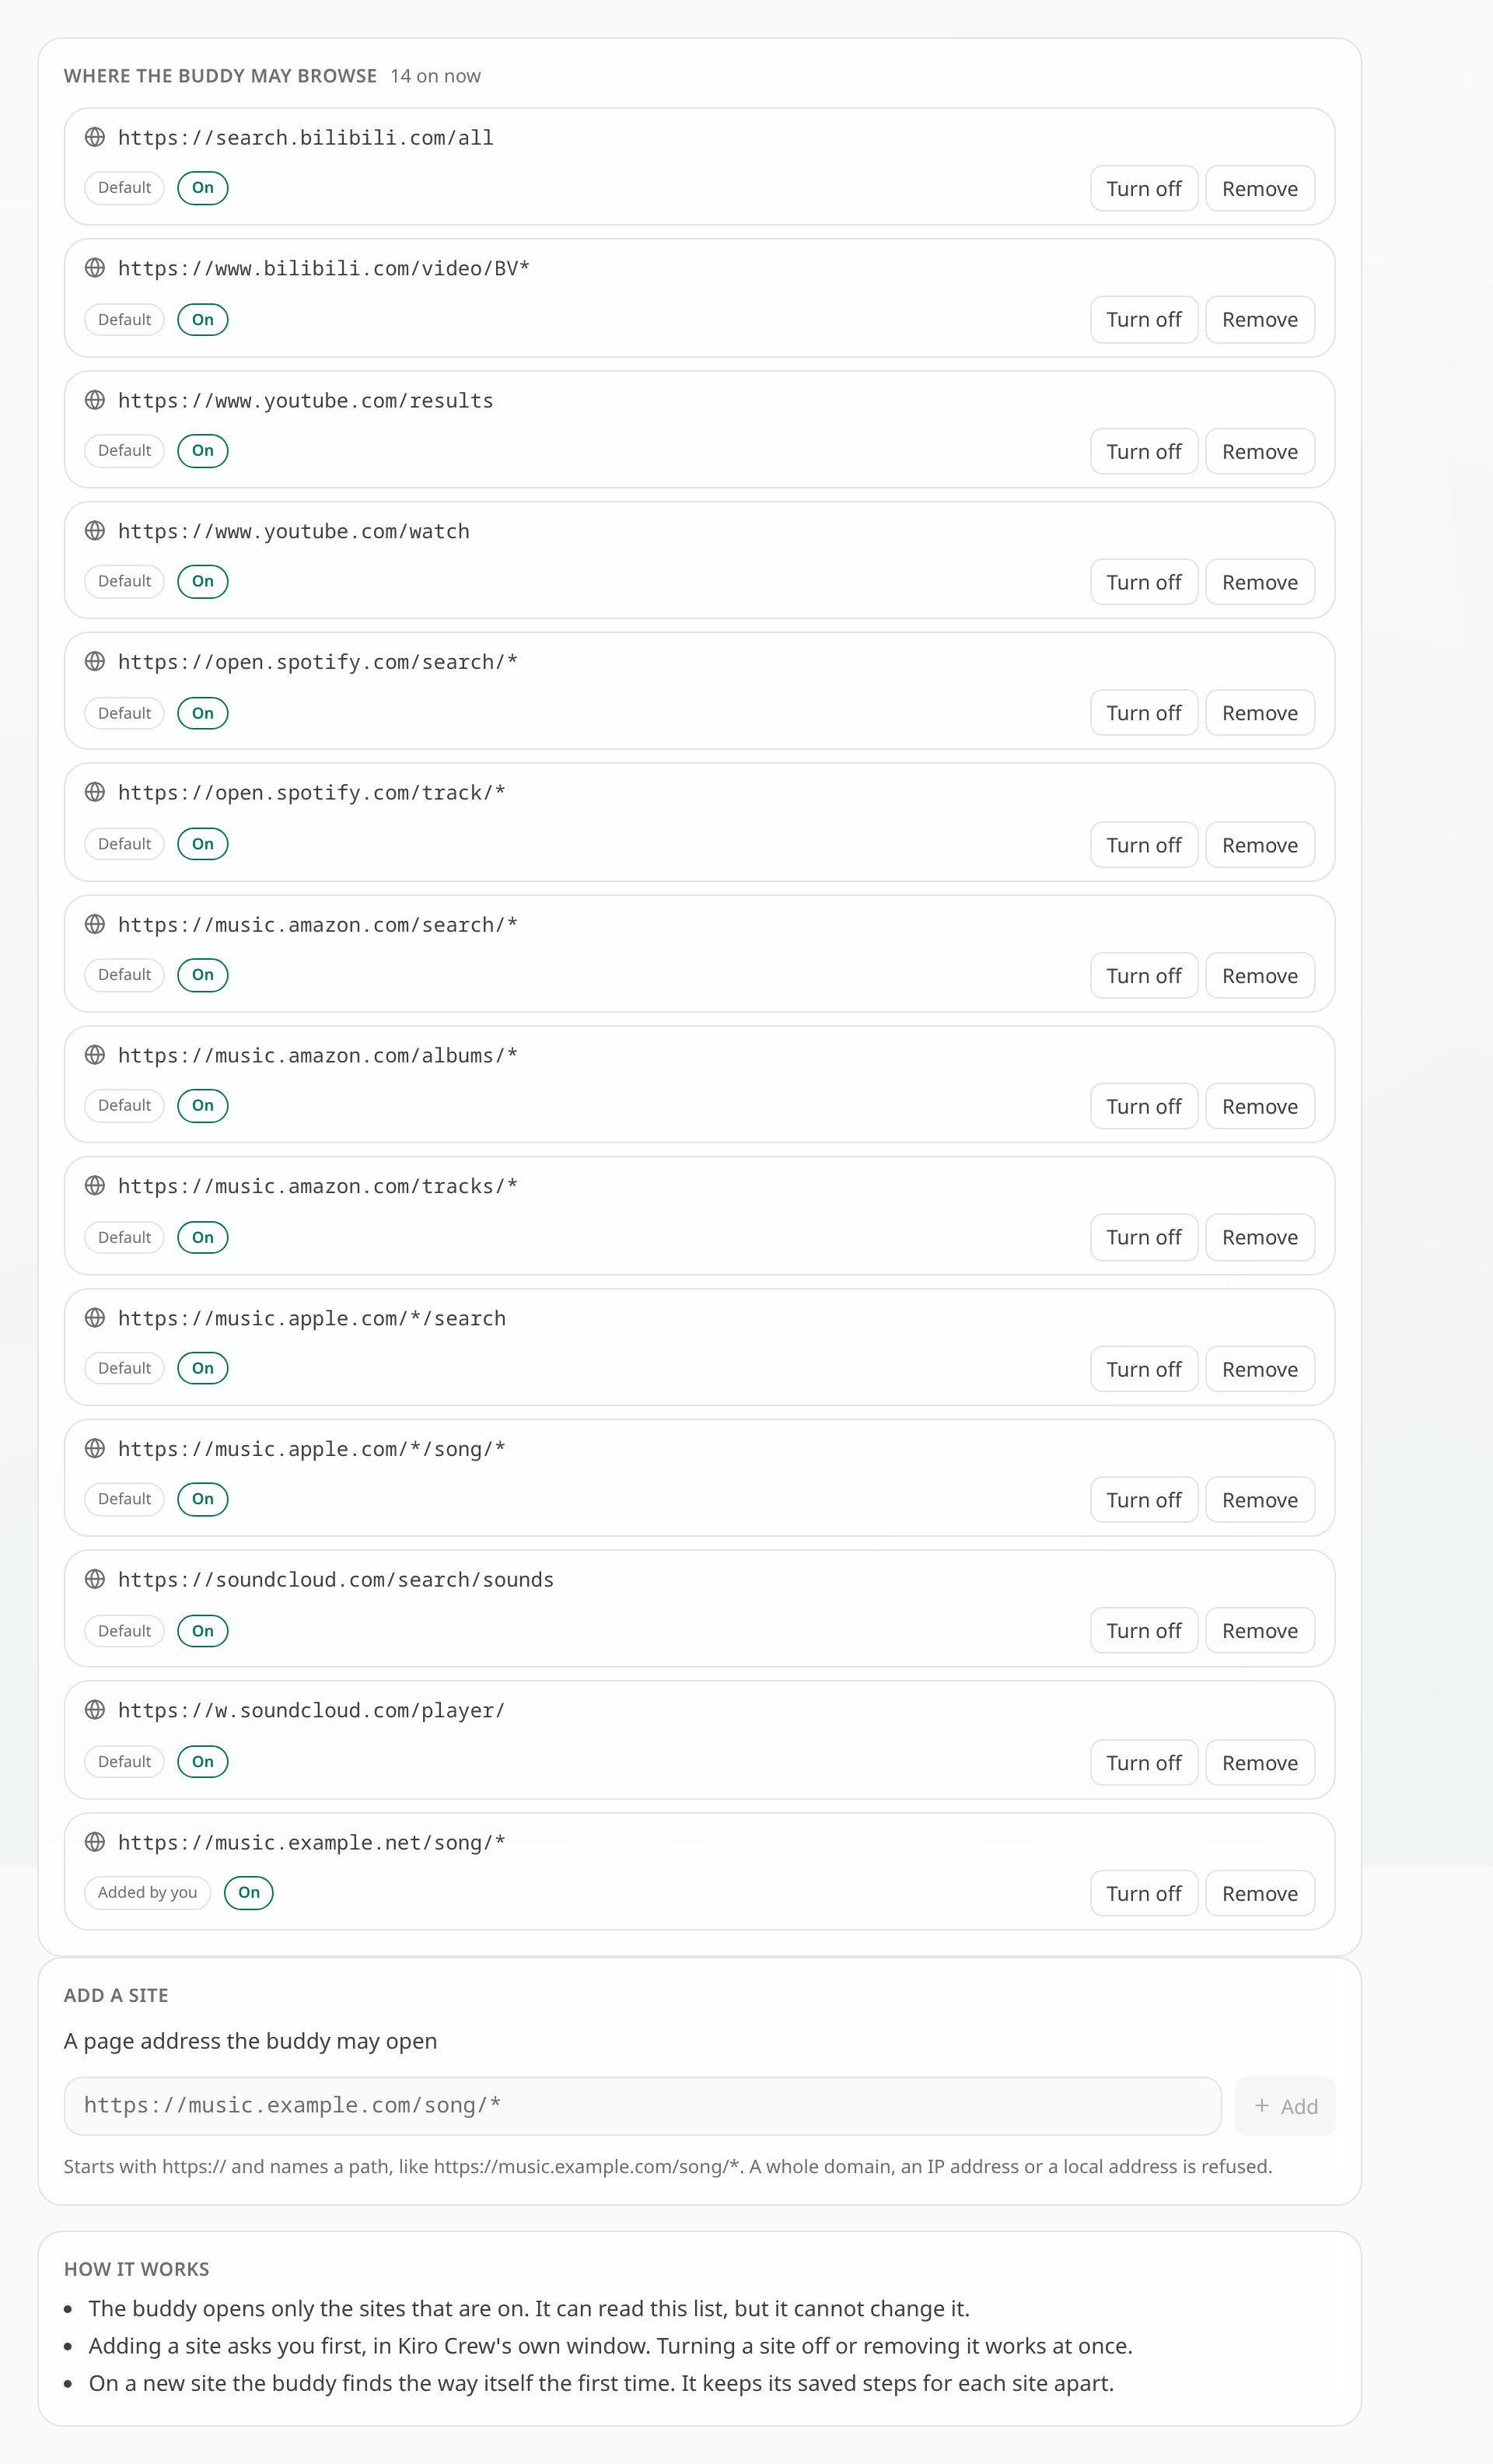 WHERE THE BUDDY MAY BROWSE 14 on now
https://search.bilibili.com/all
Default On Turn off Remove
https://www.bilibili.com/video/BV*
Default On Turn off Remove
https://www.youtube.com/results
Default On Turn off Remove
https://www.youtube.com/watch
Default On Turn off Remove
https://open.spotify.com/search/*
Default On Turn off Remove
https://open.spotify.com/track/*
Default On Turn off Remove
https://music.amazon.com/search/*
Default On Turn off Remove
https://music.amazon.com/albums/*
Default On Turn off Remove
https://music.amazon.com/tracks/*
Default On Turn off Remove
https://music.apple.com/*/search
Default On Turn off Remove
https://music.apple.com/*/song/*
Default On Turn off Remove
https://soundcloud.com/search/sounds
Default On Turn off Remove
https://w.soundcloud.com/player/
Default On Turn off Remove
https://music.example.net/song/*
Added by you On Turn off Remove
ADD A SITE
A page address the buddy may open
https://music.example.com/song/* + Add
Starts with https:// and names a path, like https://music.example.com/song/*. A whole domain, an IP address or a local address is refused.
HOW IT WORKS
• The buddy opens only the sites that are on. It can read this list, but it cannot change it.
• Adding a site asks you first, in Kiro Crew's own window. Turning a site off or removing it works at once.
• On a new site the buddy finds the way itself the first time. It keeps its saved steps for each site apart.